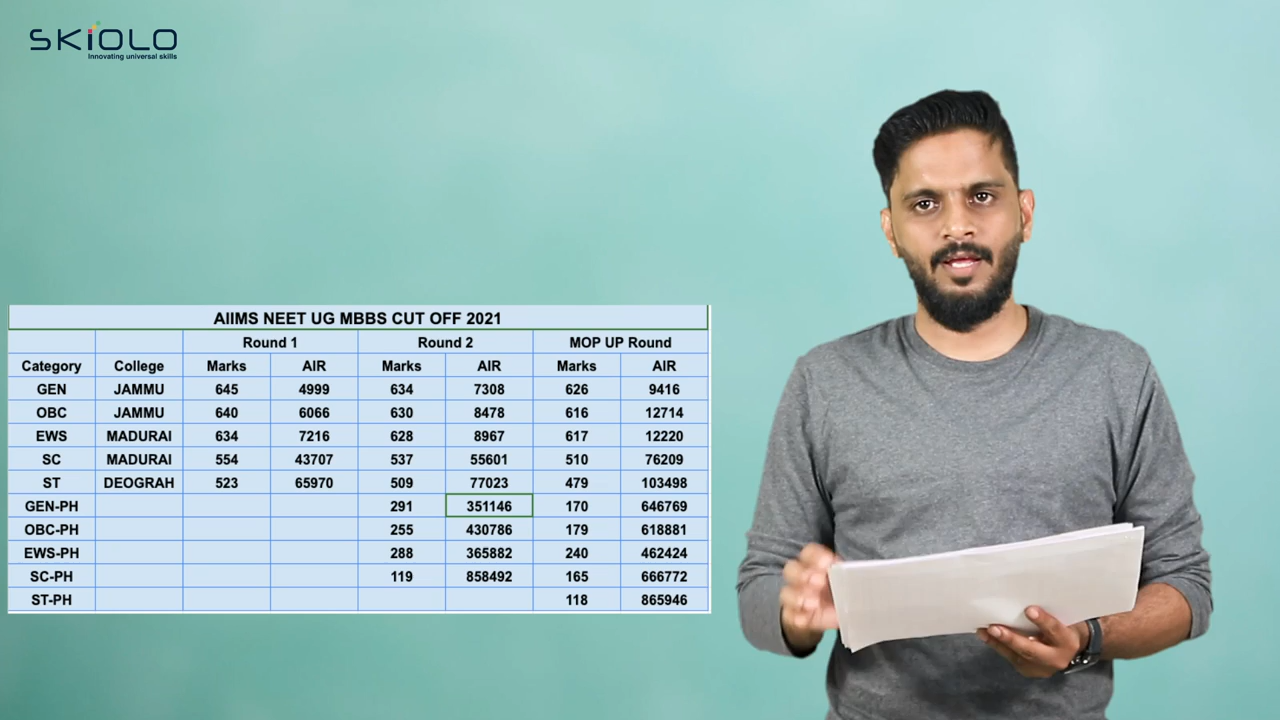 SKiOLO
Innovating universal skills
AIIMS NEET UG MBBS CUT OFF 2021
Round 1 Round 2 MOP UP Round
Category College Marks AIR Marks AIR Marks AIR
GEN JAMMU 645 4999 634 7308 626 9416
OBC JAMMU 640 6066 630 8478 616 12714
EWS MADURAI 634 7216 628 8967 617 12220
SC MADURAI 554 43707 537 55601 510 76209
ST DEOGRAH 523 65970 509 77023 479 103498
GEN-PH 291 351146 170 646769
OBC-PH 255 430786 179 618881
EWS-PH 288 365882 240 462424
SC-PH 119 858492 165 666772
ST-PH 118 865946